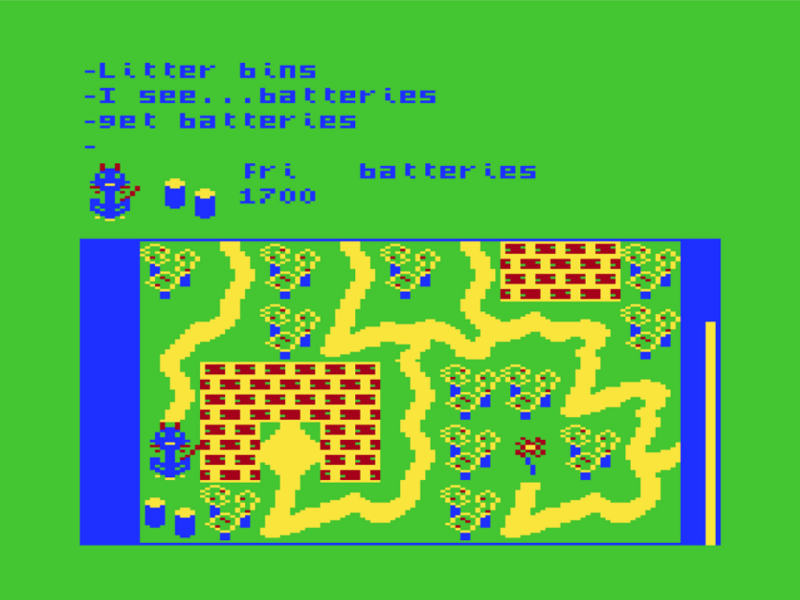 -Litter bins
-I see...batteries
-get batteries
-
Fri batteries
1700